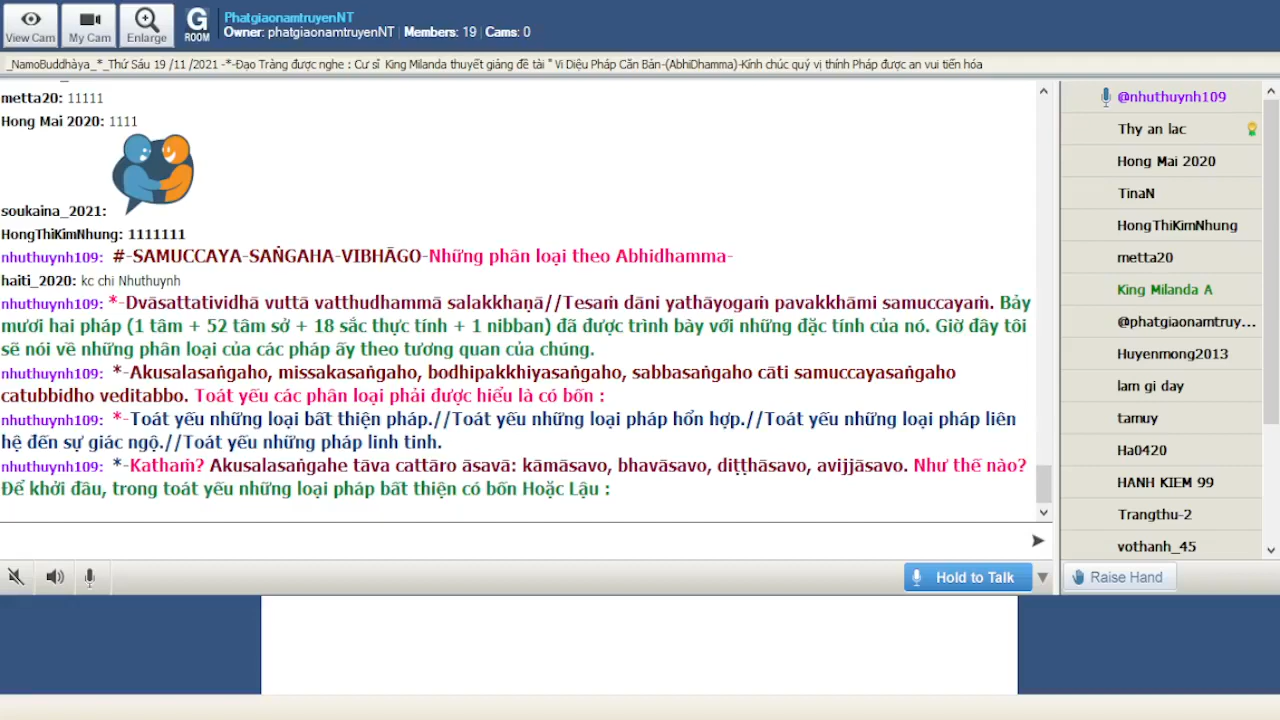 View Cam
My Cam
Enlarge
G
ROOM
PhatgiaonamtruyenNT
Owner: phatgiaonamtruyenNT | Members: 19 | Cams: 0
_NamoBuddhàya_*_Thứ Sáu 19 /11 /2021 -*-Đạo Tràng được nghe : Cư sĩ King Milanda thuyết giảng đề tài " Vi Diệu Pháp Căn Bản-(AbhiDhamma)-Kính chúc quý vị thính Pháp được an vui tiến hóa
metta20: 11111
Hong Mai 2020: 1111
soukaina_2021:
HongThiKimNhung: 1111111
nhuthuynh109: #-SAMUCCAYA-SAṄGAHA-VIBHĀGO-Những phân loại theo Abhidhamma-
haiti_2020: kc chi Nhuthuynh
nhuthuynh109: *-Dvāsattatividhā vuttā vatthudhammā salakkhaṇā//Tesaṁ dāni yathāyogaṁ pavakkhāmi samuccayaṁ. Bảy
mươi hai pháp (1 tâm + 52 tâm sở + 18 sắc thực tính + 1 nibban) đã được trình bày với những đặc tính của nó. Giờ đây tôi
sẽ nói về những phân loại của các pháp ấy theo tương quan của chúng.
nhuthuynh109: *-Akusalasaṅgaho, missakasaṅgaho, bodhipakkhiyasaṅgaho, sabbasaṅgaho cāti samuccayasaṅgaho
catubbidho veditabbo. Toát yếu các phân loại phải được hiểu là có bốn :
nhuthuynh109: *-Toát yếu những loại bất thiện pháp.//Toát yếu những loại pháp hổn hợp.//Toát yếu những loại pháp liên
hệ đến sự giác ngộ.//Toát yếu những pháp linh tinh.
nhuthuynh109: *-Kathaṁ? Akusalasaṅgahe tāva cattāro āsavā: kāmāsavo, bhavāsavo, diṭṭhāsavo, avijjāsavo. Như thế nào?
Để khởi đầu, trong toát yếu những loại pháp bất thiện có bốn Hoặc Lậu :
@nhuthuynh109
Thy an lac
Hong Mai 2020
TinaN
HongThiKimNhung
metta20
King Milanda A
@phatgiaonamtruy...
Huyenmong2013
lam gi day
tamuy
Ha0420
HANH KIEM 99
Trangthu-2
vothanh_45
Hold to Talk
Raise Hand